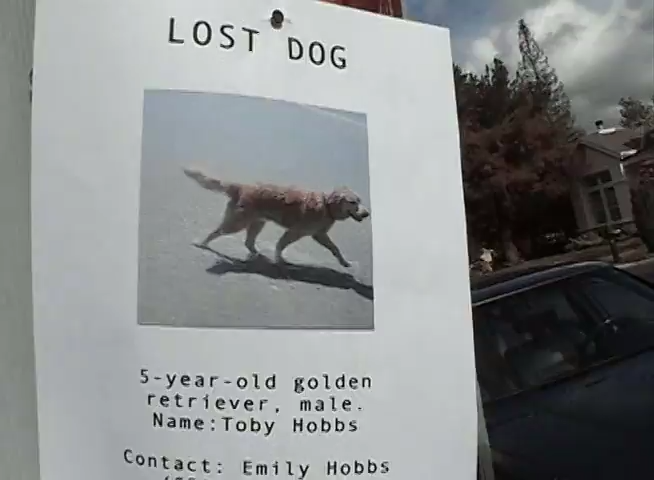 LOST DOG
5-year-old golden
retriever, male.
Name:Toby Hobbs
Contact: Emily Hobbs